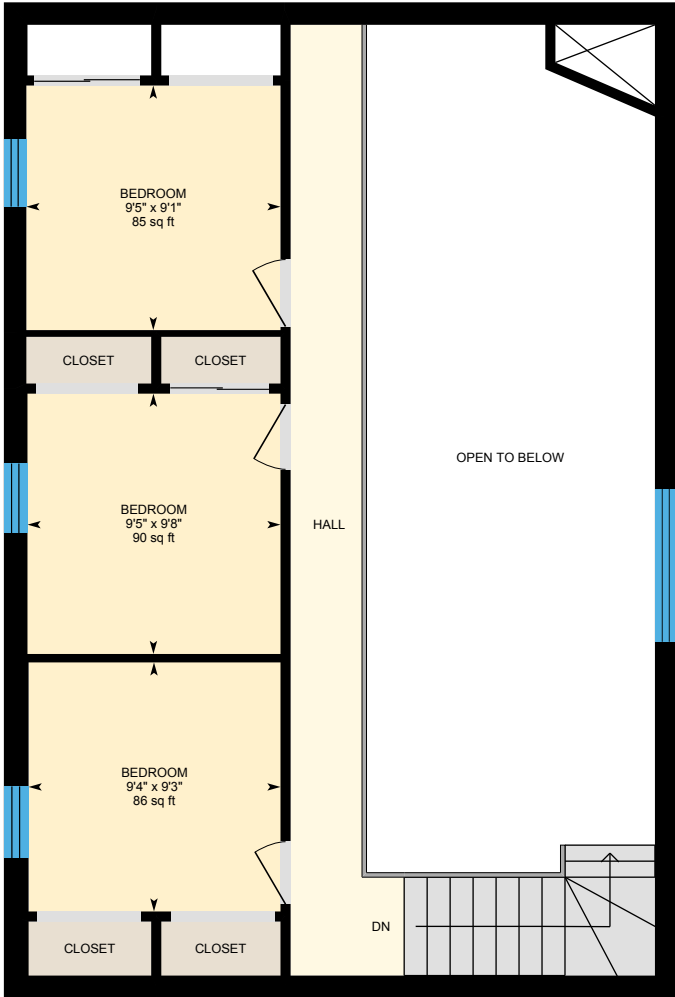 BEDROOM
9'5" x 9'1"
85 sq ft
CLOSET
CLOSET
BEDROOM
9'5" x 9'8"
90 sq ft
OPEN TO BELOW
HALL
BEDROOM
9'4" x 9'3"
86 sq ft
DN
CLOSET
CLOSET